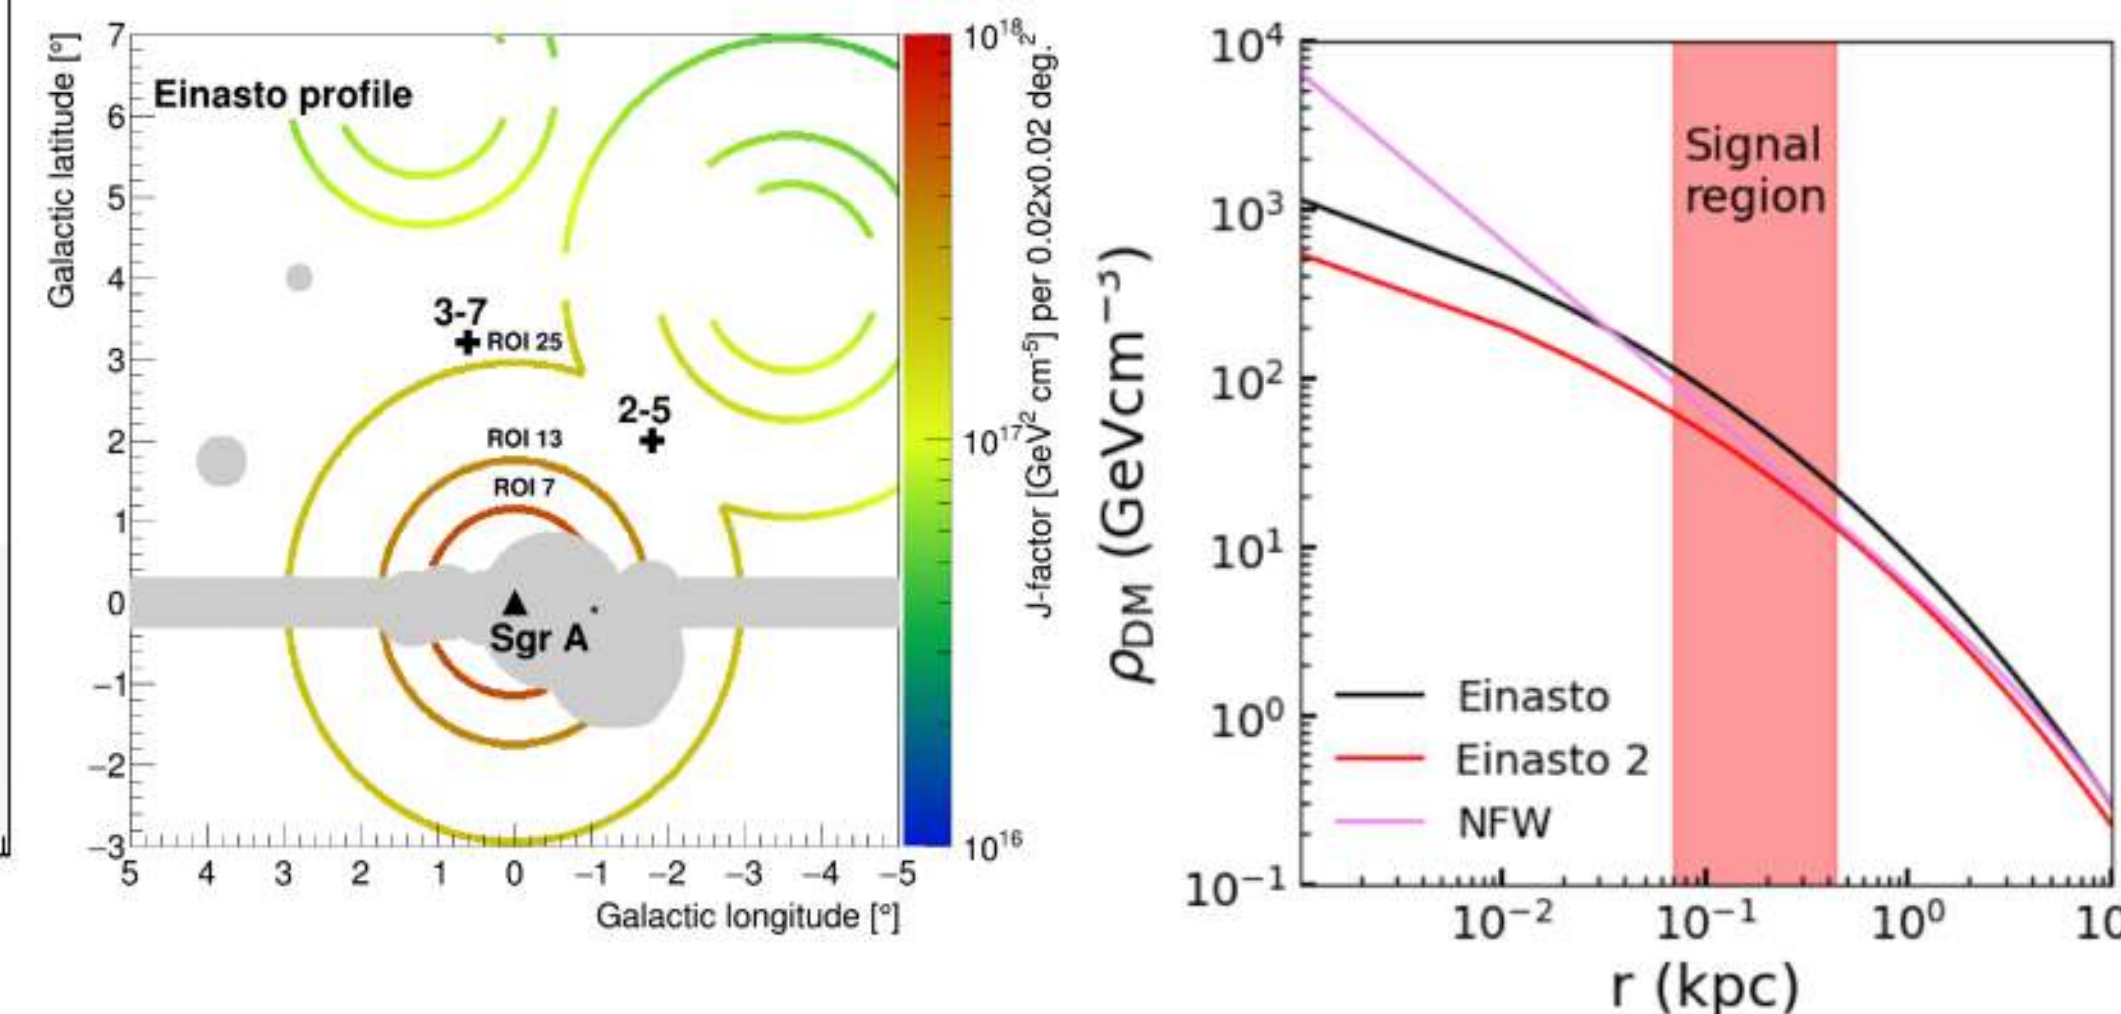 Einasto profile
3-7
ROI 25
2-5
ROI 13
ROI 7
Sgr A
7
6
5
4
3
2
1
0
−1
−2
−3
Galactic latitude [°]
5 4 3 2 1 0 −1 −2 −3 −4 −5
Galactic longitude [°]
10¹⁸
10¹⁷
10¹⁶
J-factor [GeV² cm⁻⁵] per 0.02x0.02 deg.²
10⁴
10³
10²
10¹
10⁰
10⁻¹
ρDM (GeVcm⁻³)
Signal
region
Einasto
Einasto 2
NFW
10⁻² 10⁻¹ 10⁰ 10
r (kpc)